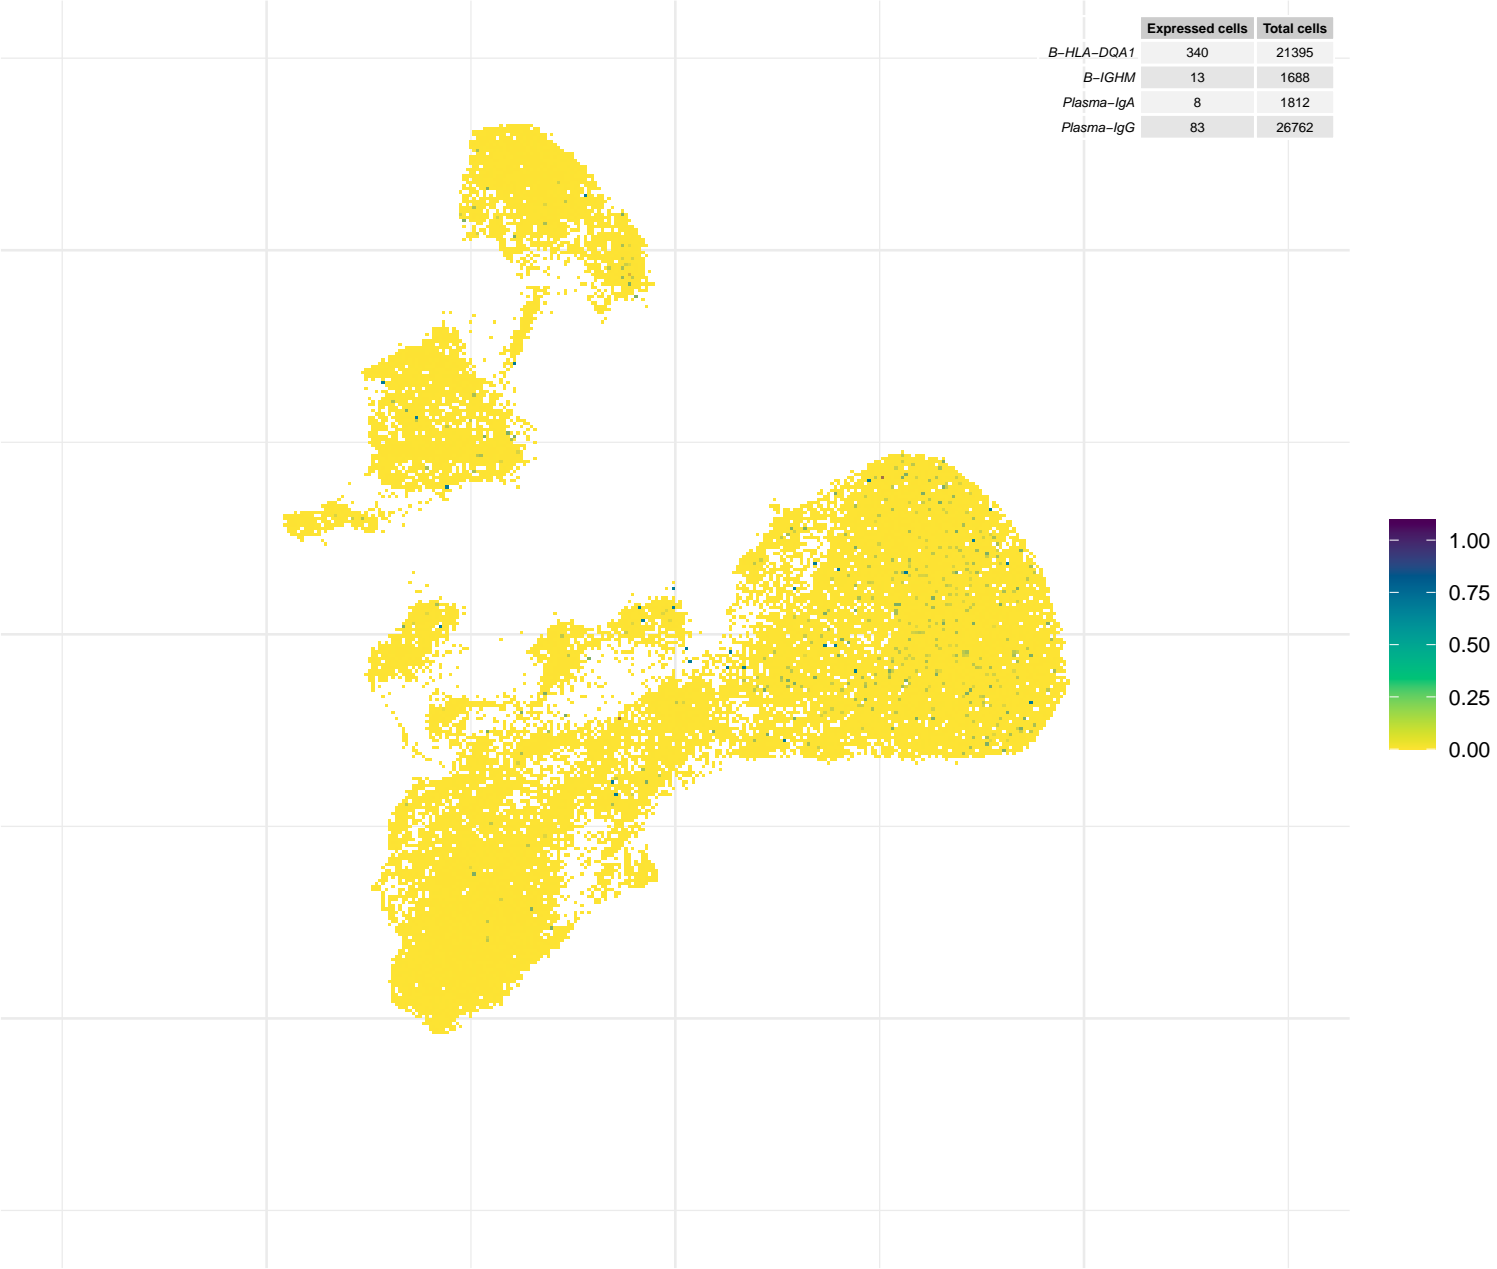 Expressed cells Total cells
B−HLA−DQA1 340 21395
B−IGHM 13 1688
Plasma−IgA 8 1812
Plasma−IgG 83 26762
1.00
0.75
0.50
0.25
0.00